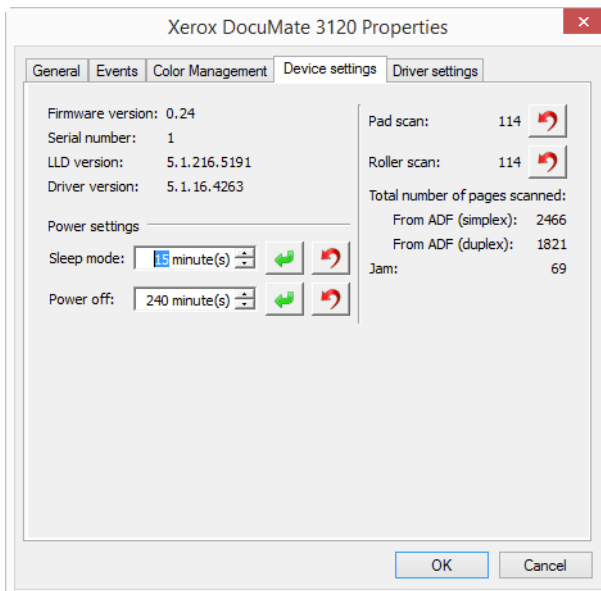 Xerox DocuMate 3120 Properties
General Events Color Management Device settings Driver settings
Firmware version: 0.24
Serial number: 1
LLD version: 5.1.216.5191
Driver version: 5.1.16.4263
Power settings
Sleep mode: 15 minute(s)
Power off: 240 minute(s)
Pad scan: 114
Roller scan: 114
Total number of pages scanned:
From ADF (simplex): 2466
From ADF (duplex): 1821
Jam: 69
OK Cancel